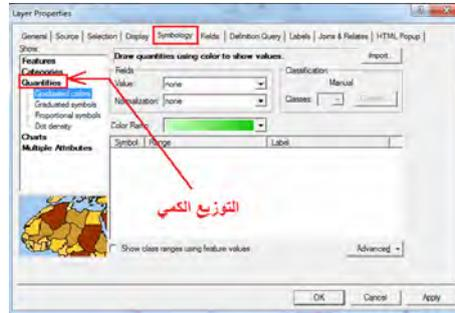 Layer Properties
General | Source | Selection | Display | Symbology | Fields | Definition Query | Labels | Joins & Relates | HTML Popup
Show:
Features
Categories
Quantities
Graduated colors
Graduated symbols
Proportional symbols
Dot density
Charts
Multiple Attributes
Draw quantities using color to show values.
Import...
Fields
Value: none
Normalization: none
Classification
Manual
Classes:
Color Ramp:
Symbol Range Label
التوزيع الكمي
Show class ranges using feature values
Advanced
OK Cancel Apply